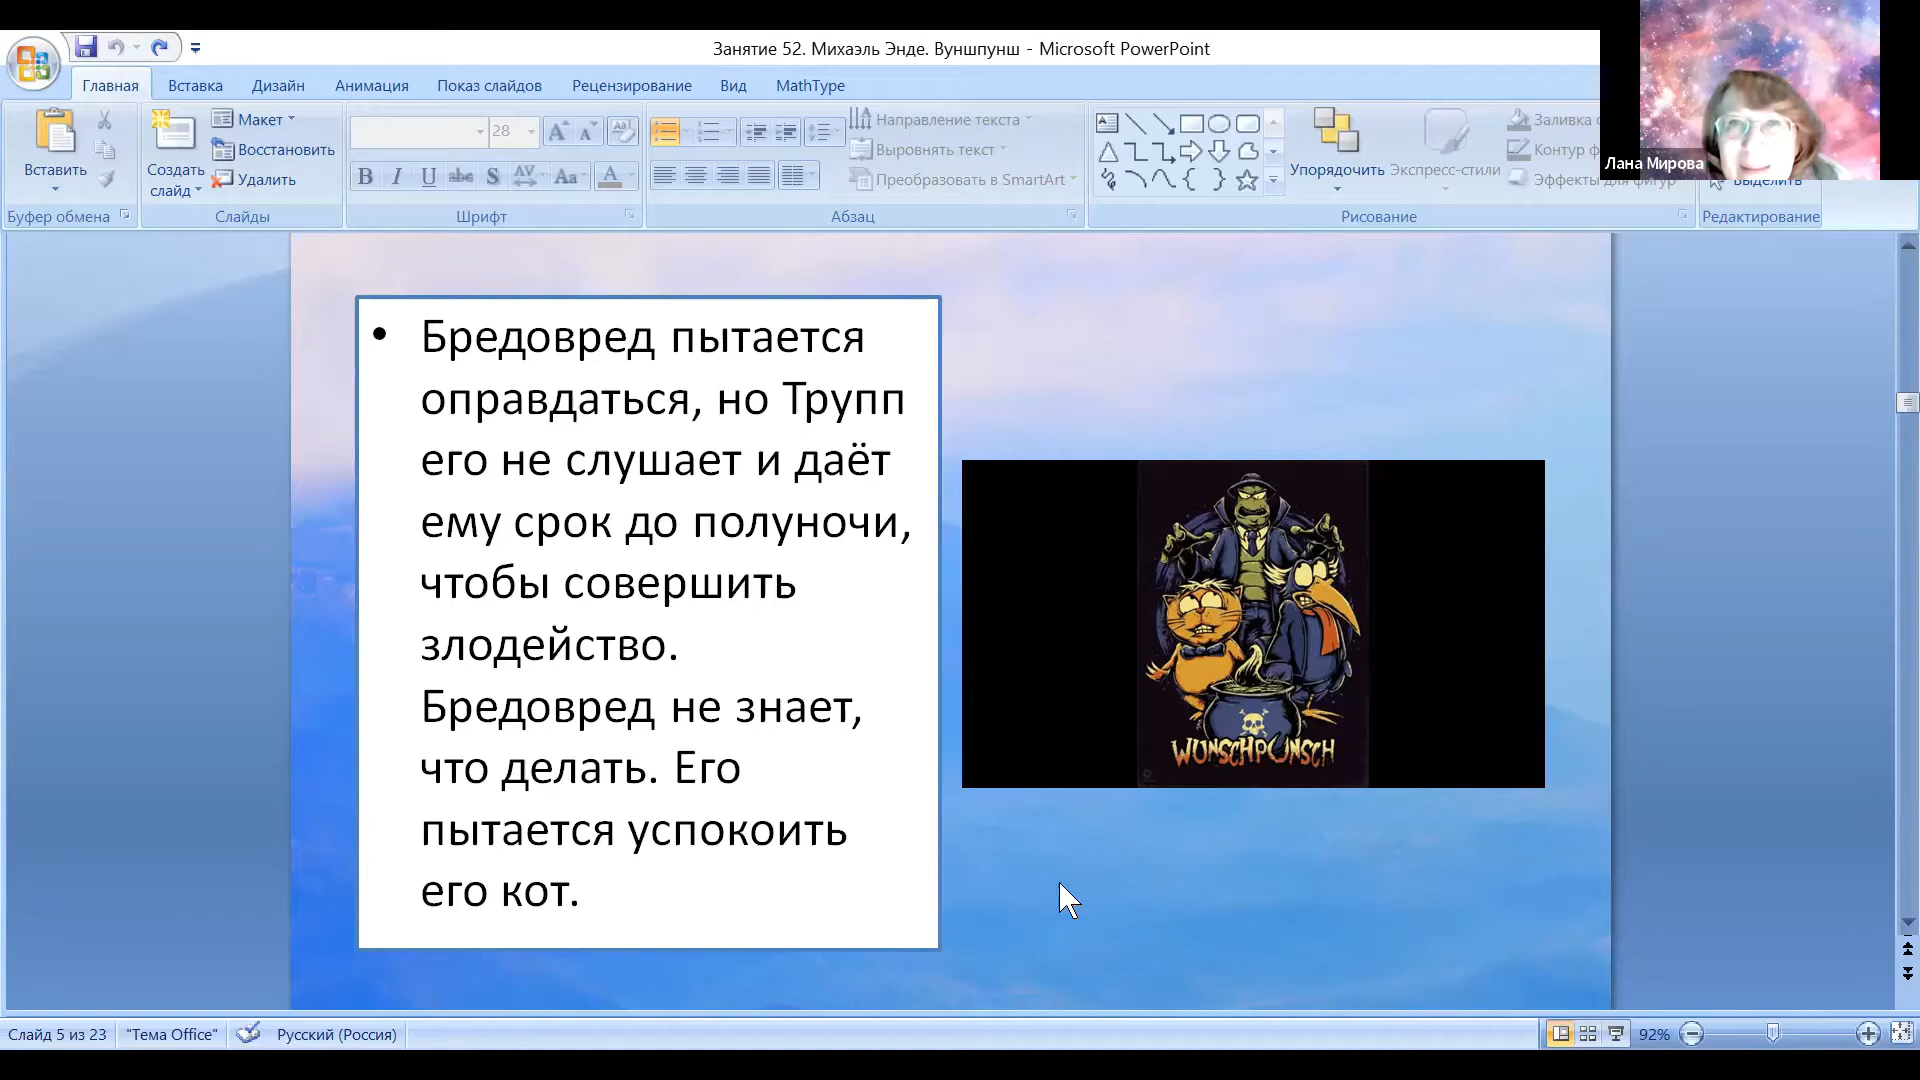 Занятие 52. Михаэль Энде. Вуншпунш - Microsoft PowerPoint
Главная Вставка Дизайн Анимация Показ слайдов Рецензирование Вид MathType
Вставить
Буфер обмена
Создать
слайд
Макет
Восстановить
Удалить
Слайды
28
Шрифт
Направление текста
Выровнять текст
Преобразовать в SmartArt
Абзац
Упорядочить
Экспресс-стили
Заливка
Контур
Эффекты для фигур
Рисование
Выделить
Редактирование
Лана Мирова
• Бредовред пытается
оправдаться, но Трупп
его не слушает и даёт
ему срок до полуночи,
чтобы совершить
злодейство.
Бредовред не знает,
что делать. Его
пытается успокоить
его кот.
WUNSCHPUNSCH
Слайд 5 из 23 "Тема Office" Русский (Россия) 92%